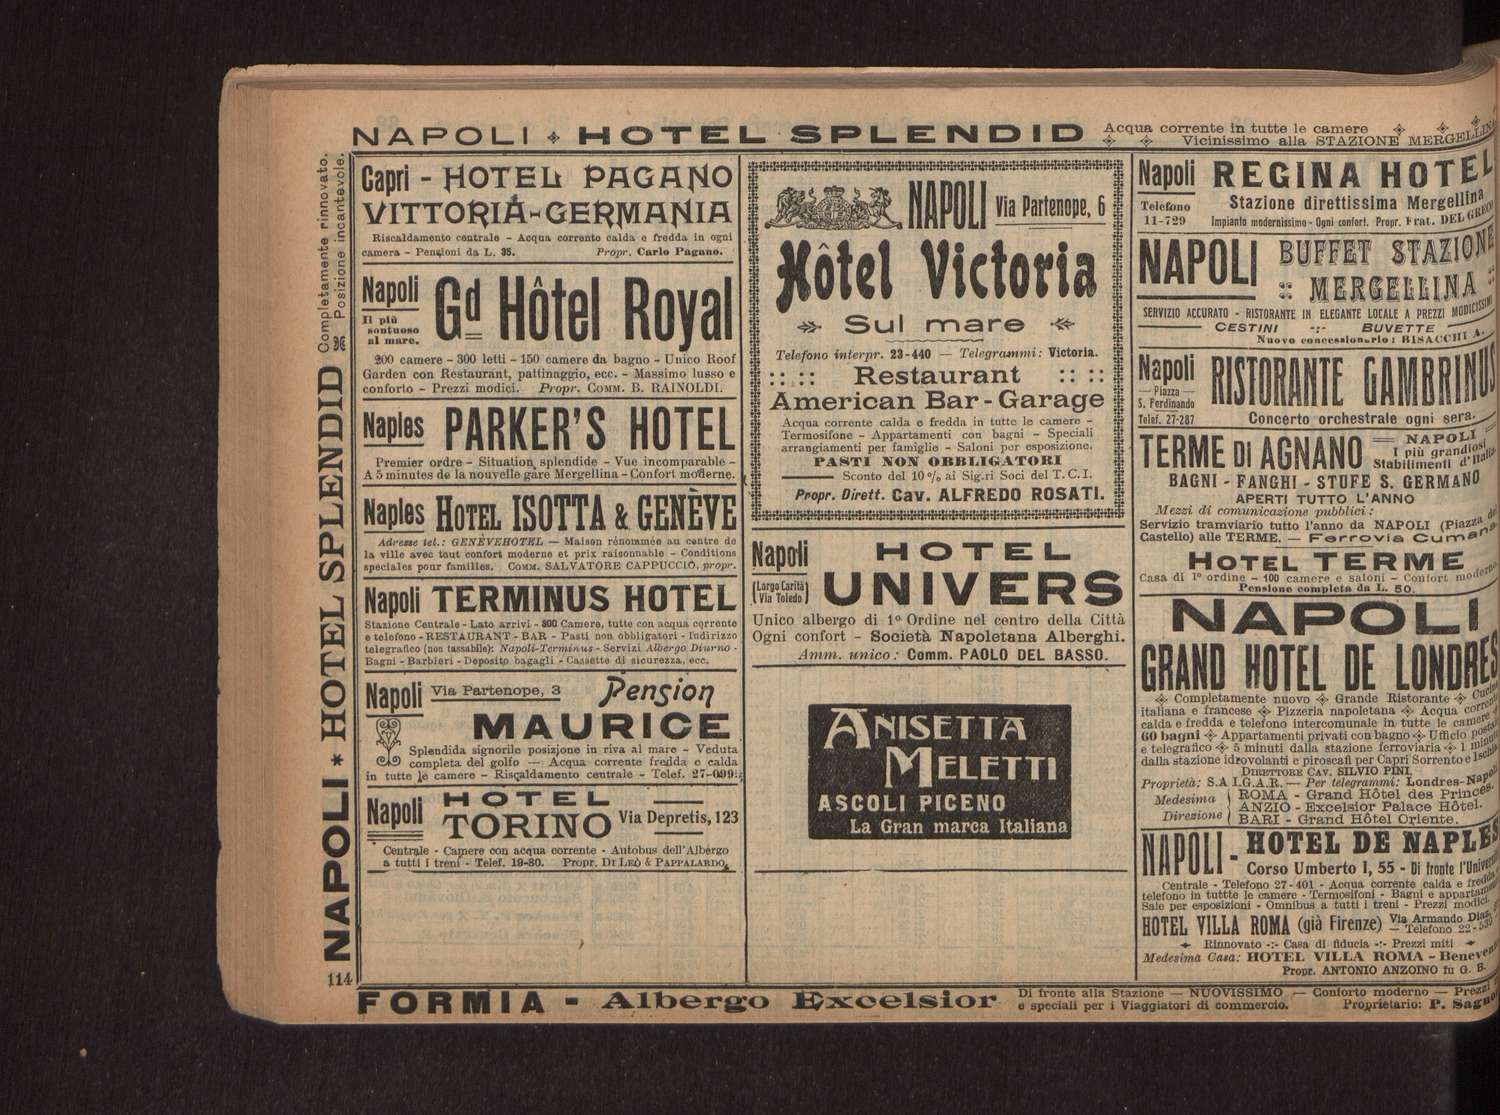 NAPOLI HOTEL SPLENDID Acqua corrente in tutte le camere
Vicinissimo alla STAZIONE MERGELLINA
NAPOLI * HOTEL SPLENDID Completamente rinnovato.
Posizione incantevole.
Capri - HOTEL PAGANO
VITTORIA-GERMANIA
Riscaldamento centrale - Acqua corrente calda e fredda in ogni
camera - Pensioni da L. 35. Propr. Carlo Pagano.
Napoli Gd Hôtel Royal
Il più
sontuoso
al mare.
200 camere - 300 letti - 150 camere da bagno - Unico Roof
Garden con Restaurant, pattinaggio, ecc. - Massimo lusso e
conforto - Prezzi modici. Propr. COMM. B. RAINOLDI.
Naples PARKER'S HOTEL
Premier ordre - Situation splendide - Vue incomparable -
A 5 minutes de la nouvelle gare Mergellina - Confort moderne.
Naples HOTEL ISOTTA & GENÈVE
Adresse tel.: GENÈVEHOTEL — Maison rénommée au centre de
la ville avec tout confort moderne et prix raisonnable - Conditions
speciales pour familles. COMM. SALVATORE CAPPUCCIO, propr.
Napoli TERMINUS HOTEL
Stazione Centrale - Lato arrivi - 300 Camere, tutte con acqua corrente
e telefono - RESTAURANT - BAR - Pasti non obbligatori - Indirizzo
telegrafico (non tassabile): Napoli-Terminus - Servizi Albergo Diurno -
Bagni - Barbieri - Deposito bagagli - Cassette di sicurezza, ecc.
Napoli Via Partenope, 3 Pension
MAURICE
Splendida signorile posizione in riva al mare - Veduta
completa del golfo — Acqua corrente fredda e calda
in tutte le camere - Riscaldamento centrale - Telef. 27-099
Napoli HOTEL
TORINO Via Depretis, 123
Centrale - Camere con acqua corrente - Autobus dell'Albergo
a tutti i treni - Telef. 19-80. Propr. DI LEO & PAPPALARDO.
NAPOLI Via Partenope, 6
Hôtel Victoria
Sul mare
Telefono interpr. 23-440 — Telegrammi: Victoria.
:: :: Restaurant :: ::
American Bar - Garage
Acqua corrente calda e fredda in tutte le camere -
Termosifone - Appartamenti con bagni - Speciali
arrangiamenti per famiglie - Saloni per esposizione.
PASTI NON OBBLIGATORI
Sconto del 10% ai Sig.ri Soci del T.C.I.
Propr. Dirett. Cav. ALFREDO ROSATI.
Napoli HOTEL
(Largo Carità)
(Via Toledo) UNIVERS
Unico albergo di 1º Ordine nel centro della Città
Ogni confort - Società Napoletana Alberghi.
Amm. unico: Comm. PAOLO DEL BASSO.
ANISETTA
MELETTI
ASCOLI PICENO
La Gran marca Italiana
Napoli REGINA HOTEL
Telefono
11-729
Stazione direttissima Mergellina
Impianto modernissimo - Ogni confort. Propr. Frat. DEL GRECO
NAPOLI BUFFET STAZIONE
:: MERGELLINA ::
SERVIZIO ACCURATO - RISTORANTE IN ELEGANTE LOCALE A PREZZI MODICISSIMI
CESTINI -:- BUVETTE
Nuovo concessionario: BISACCHI A.
Napoli RISTORANTE GAMBRINUS
— Piazza —
S. Ferdinando
Telef. 27-287 Concerto orchestrale ogni sera.
TERME DI AGNANO = NAPOLI =
I più grandiosi
Stabilimenti d'Italia
BAGNI - FANGHI - STUFE S. GERMANO
APERTI TUTTO L'ANNO
Mezzi di comunicazione pubblici:
Servizio tramviario tutto l'anno da NAPOLI (Piazza del
Castello) alle TERME. — Ferrovia Cumana
HOTEL TERME
Casa di 1º ordine - 100 camere e saloni - Confort moderno
Pensione completa da L. 50.
NAPOLI
GRAND HOTEL DE LONDRES
Completamente nuovo Grande Ristorante Cucina
italiana e francese Pizzeria napoletana Acqua corrente
calda e fredda e telefono intercomunale in tutte le camere
60 bagni Appartamenti privati con bagno Ufficio postale
e telegrafico 5 minuti dalla stazione ferroviaria 1 minuto
dalla stazione idrovolanti e piroscafi per Capri Sorrento e Ischia
DIRETTORE CAV. SILVIO PINI.
Proprietà: S.A.I.G.A.R. — Per telegrammi: Londres-Napoli
Medesima
Direzione
ROMA - Grand Hôtel des Princes.
ANZIO - Excelsior Palace Hôtel.
BARI - Grand Hôtel Oriente.
NAPOLI - HOTEL DE NAPLES
Corso Umberto I, 55 - Di fronte l'Univers
Centrale - Telefono 27-401 - Acqua corrente calda e fredda e
telefono in tuttte le camere - Termosifoni - Bagni e appartam
Sale per esposizioni - Omnibus a tutti i treni - Prezzi modici.
HOTEL VILLA ROMA (già Firenze) Via Armando Diaz,
— Telefono 22-535
Rinnovato -:- Casa di fiducia -:- Prezzi miti
Medesima Casa: HOTEL VILLA ROMA - Benevento
Propr. ANTONIO ANZOINO fu G. B.
114
FORMIA - Albergo Excelsior Di fronte alla Stazione — NUOVISSIMO — Conforto moderno — Prezzi
e speciali per i Viaggiatori di commercio. Proprietario: P. Sagno